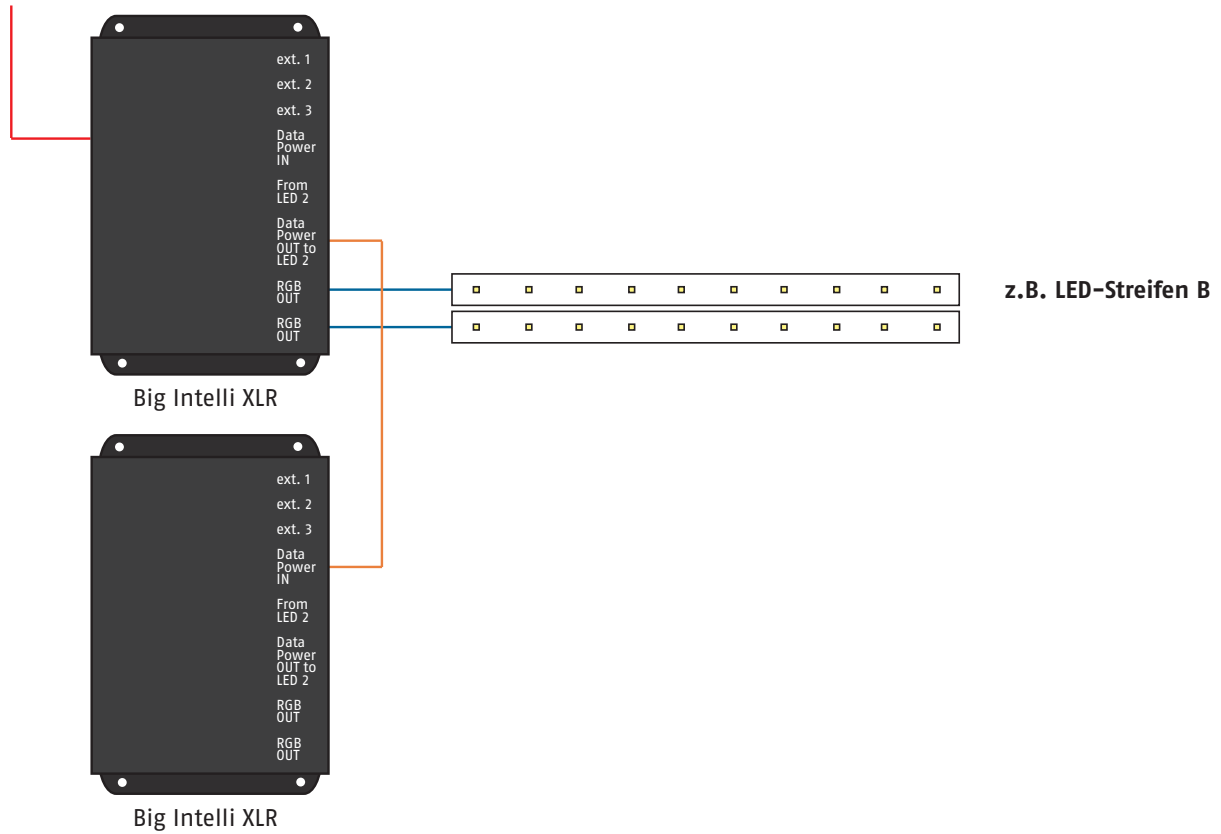 ext. 1
ext. 2
ext. 3
Data
Power
IN
From
LED 2
Data
Power
OUT to
LED 2
RGB
OUT
RGB
OUT
z.B. LED-Streifen B
Big Intelli XLR
ext. 1
ext. 2
ext. 3
Data
Power
IN
From
LED 2
Data
Power
OUT to
LED 2
RGB
OUT
RGB
OUT
Big Intelli XLR